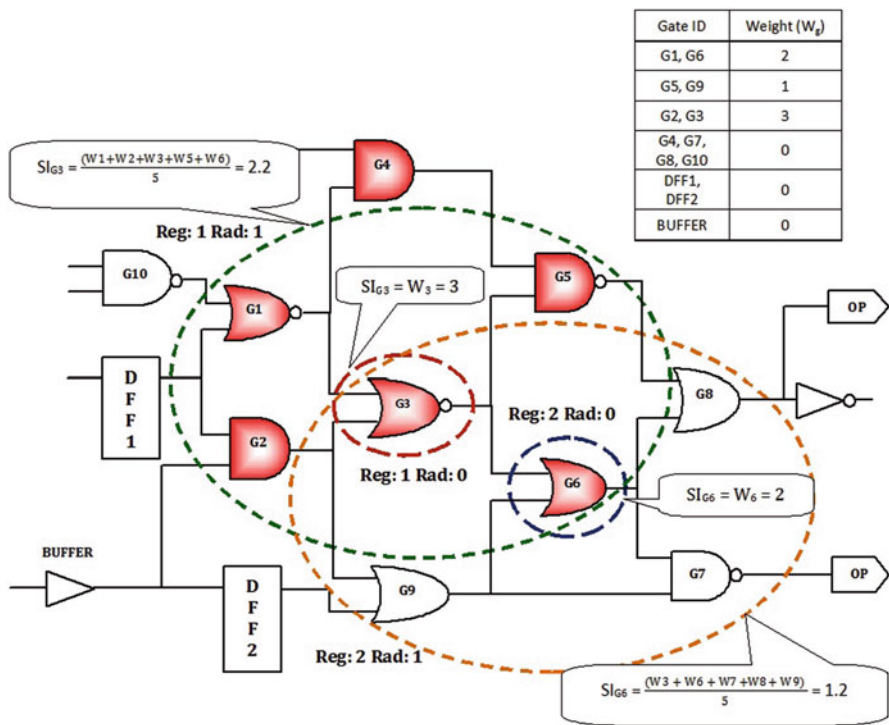 Gate ID Weight (Wg)
G1, G6 2
G5, G9 1
G2, G3 3
G4, G7, G8, G10 0
DFF1, DFF2 0
BUFFER 0
SIG3 = (W1+W2+W3+W5+W6) / 5 = 2.2
G4
Reg: 1 Rad: 1
G10
G1
SIG3 = W3 = 3
G5
OP
D
F
F
1
G3
G8
G2
Reg: 2 Rad: 0
Reg: 1 Rad: 0
G6
SIG6 = W6 = 2
BUFFER
D
F
F
2
G9
G7
OP
Reg: 2 Rad: 1
SIG6 = (W3 + W6 + W7 +W8 + W9) / 5 = 1.2